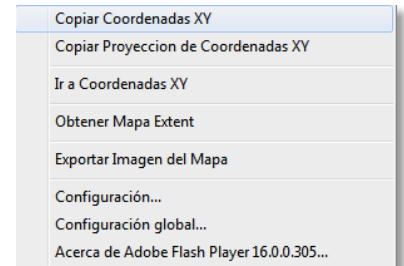 Copiar Coordenadas XY
Copiar Proyeccion de Coordenadas XY
Ir a Coordenadas XY
Obtener Mapa Extent
Exportar Imagen del Mapa
Configuración...
Configuración global...
Acerca de Adobe Flash Player 16.0.0.305...